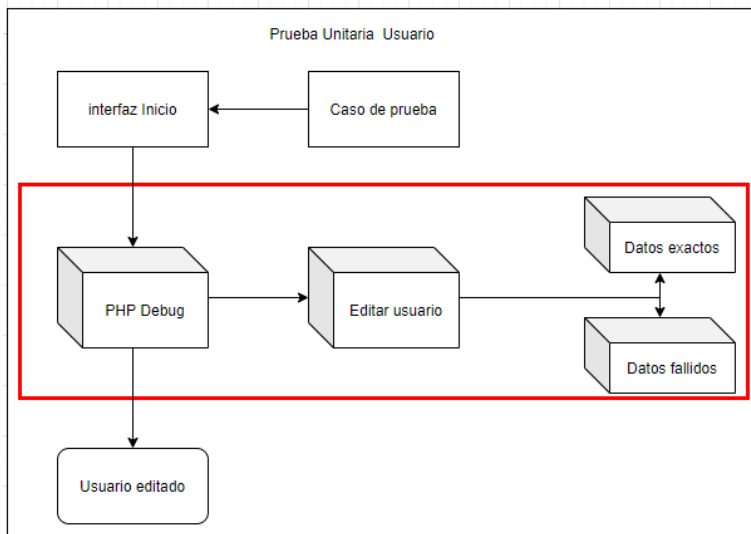 Prueba Unitaria Usuario
interfaz Inicio
Caso de prueba
Datos exactos
PHP Debug
Editar usuario
Datos fallidos
Usuario editado